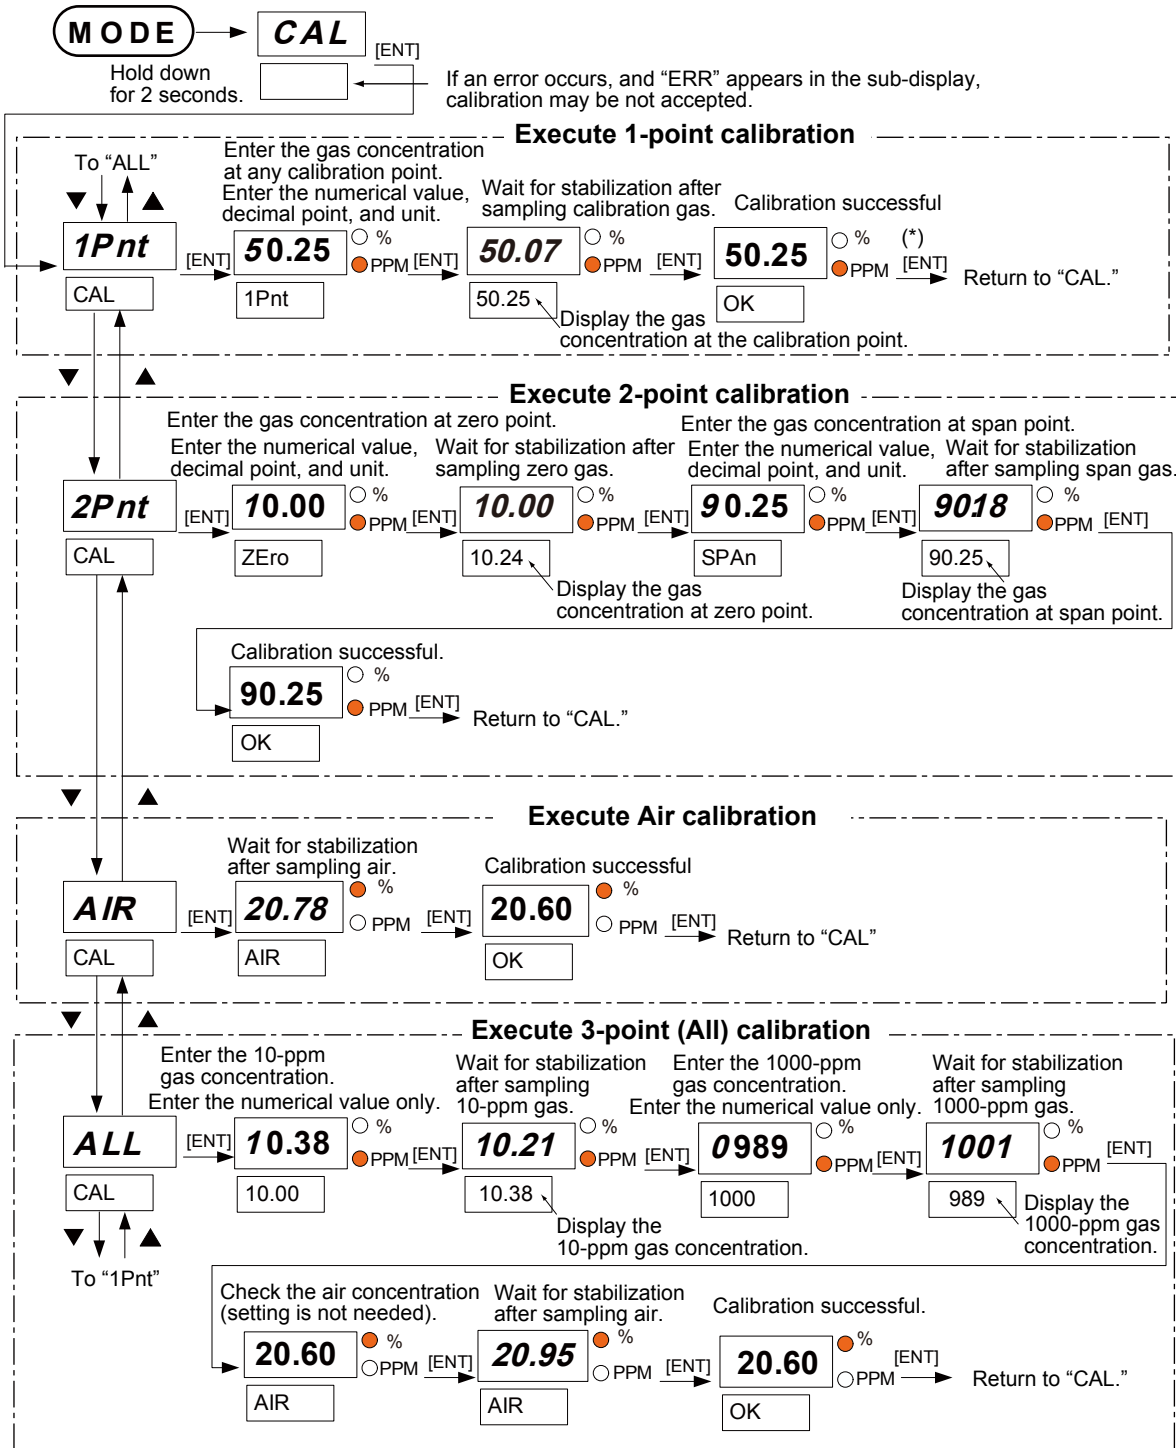 MODE
CAL
[ENT]
Hold down
for 2 seconds.
If an error occurs, and “ERR” appears in the sub-display,
calibration may be not accepted.
Execute 1-point calibration
To “ALL”
▼ ▲
Enter the gas concentration
at any calibration point.
Enter the numerical value,
decimal point, and unit.
Wait for stabilization after
sampling calibration gas.
Calibration successful
1Pnt
CAL
[ENT]
50.25
% PPM
1Pnt
[ENT]
50.07
% PPM
50.25
Display the gas
concentration at the calibration point.
[ENT]
50.25
% PPM
OK
(*)
[ENT]
Return to “CAL.”
▼ ▲
Execute 2-point calibration
Enter the gas concentration at zero point.
Enter the numerical value,
decimal point, and unit.
Wait for stabilization after
sampling zero gas.
Enter the gas concentration at span point.
Enter the numerical value,
decimal point, and unit.
Wait for stabilization
after sampling span gas.
2Pnt
CAL
[ENT]
10.00
% PPM
ZEro
[ENT]
10.00
% PPM
10.24
Display the gas
concentration at zero point.
[ENT]
90.25
% PPM
SPAn
[ENT]
90.18
% PPM
90.25
Display the gas
concentration at span point.
[ENT]
Calibration successful.
90.25
% PPM
OK
[ENT]
Return to “CAL.”
▼ ▲
Execute Air calibration
Wait for stabilization
after sampling air.
Calibration successful
AIR
CAL
[ENT]
20.78
% PPM
AIR
[ENT]
20.60
% PPM
OK
[ENT]
Return to “CAL”
▼ ▲
Execute 3-point (All) calibration
Enter the 10-ppm
gas concentration.
Enter the numerical value only.
Wait for stabilization
after sampling
10-ppm gas.
Enter the 1000-ppm
gas concentration.
Enter the numerical value only.
Wait for stabilization
after sampling
1000-ppm gas.
ALL
CAL
[ENT]
10.38
% PPM
10.00
[ENT]
10.21
% PPM
10.38
Display the
10-ppm gas concentration.
[ENT]
0989
% PPM
1000
[ENT]
1001
% PPM
989
Display the
1000-ppm gas
concentration.
[ENT]
▼ ▲
To “1Pnt”
Check the air concentration
(setting is not needed).
20.60
% PPM
AIR
[ENT]
Wait for stabilization
after sampling air.
20.95
% PPM
AIR
[ENT]
Calibration successful.
20.60
% PPM
OK
[ENT]
Return to “CAL.”